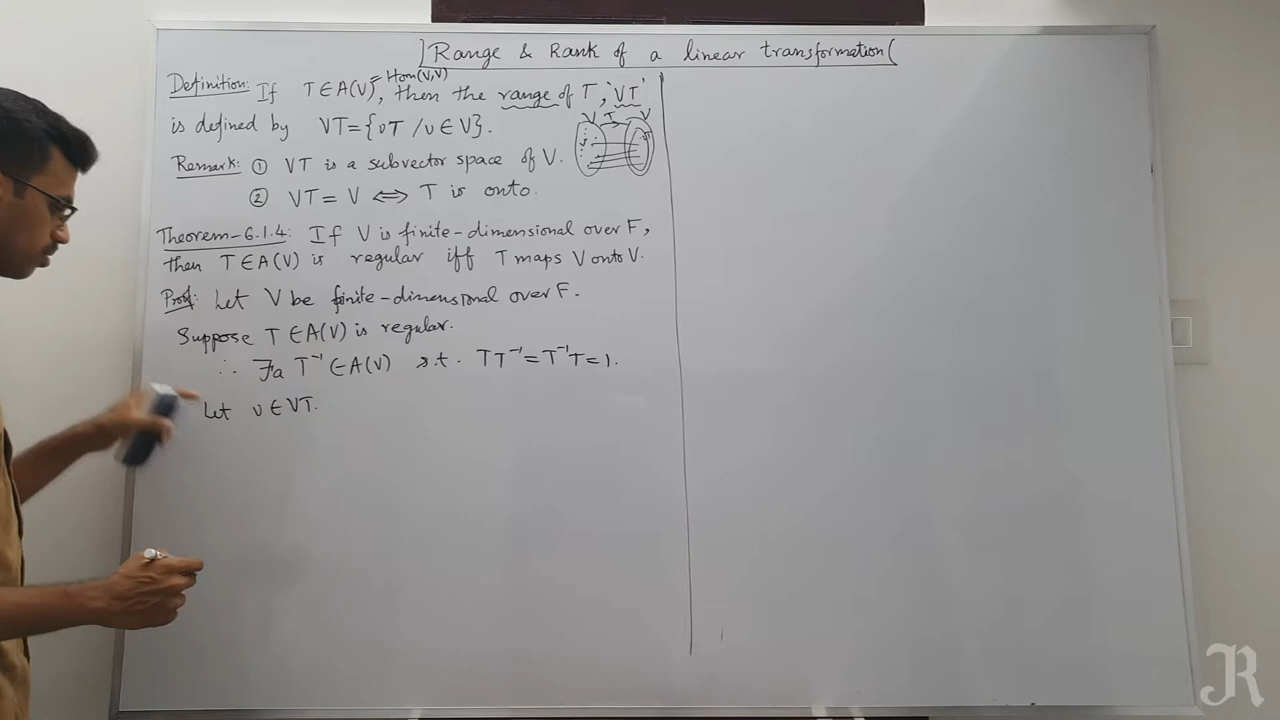 Range & Rank of a linear transformation
Hom(V,V)
Definition: If T∈A(V), then the range of T, 'VT'
is defined by VT={vT / v∈V}.
V T V
Remark: ① VT is a subvector space of V.
② VT = V ⟺ T is onto.
Theorem-6.1.4: If V is finite-dimensional over F,
then T∈A(V) is regular iff T maps V onto V.
Proof: Let V be finite-dimensional over F.
Suppose T∈A(V) is regular.
∴ ∃ a T⁻¹∈A(V) s.t. TT⁻¹=T⁻¹T=1.
Let v∈VT.
R